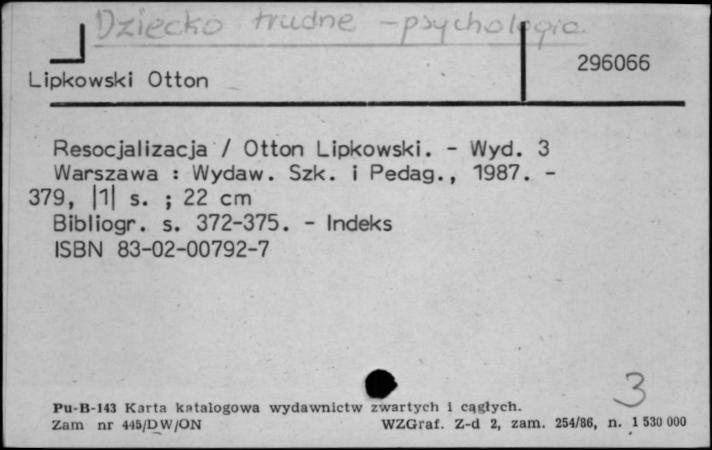 Dziecko trudne - psychologia
296066
Lipkowski Otton
Resocjalizacja / Otton Lipkowski. - Wyd. 3
Warszawa : Wydaw. Szk. i Pedag., 1987. -
379, |1| s. ; 22 cm
Bibliogr. s. 372-375. - Indeks
ISBN 83-02-00792-7
3
Pu-B-143 Karta katalogowa wydawnictw zwartych i cągłych.
Zam nr 445/DW/ON WZGraf. Z-d 2, zam. 254/86, n. 1 530 000